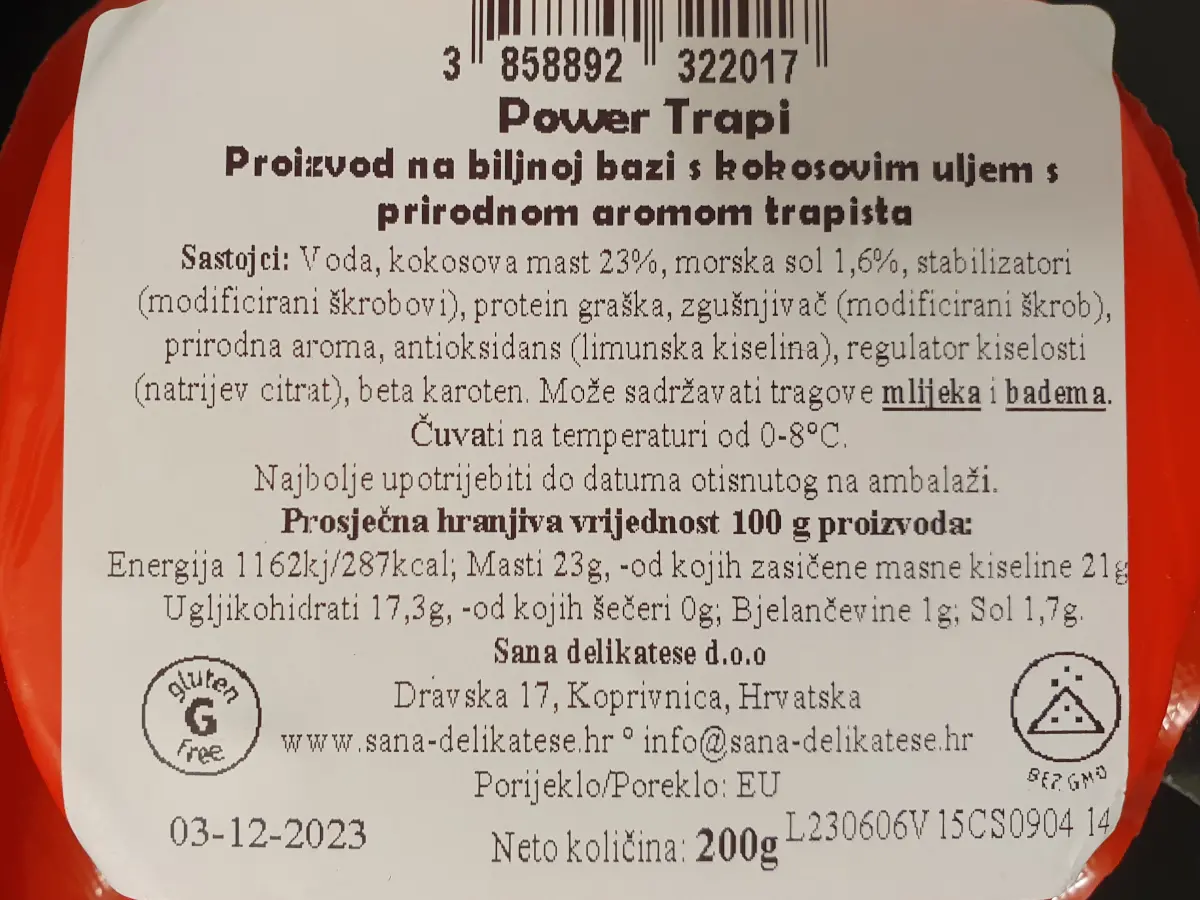 3 858892 322017
Power Trapi
Proizvod na biljnoj bazi s kokosovim uljem s
prirodnom aromom trapista
Sastojci: Voda, kokosova mast 23%, morska sol 1,6%, stabilizatori
(modificirani škrobovi), protein graška, zgušnjivač (modificirani škrob),
prirodna aroma, antioksidans (limunska kiselina), regulator kiselosti
(natrijev citrat), beta karoten. Može sadržavati tragove mlijeka i badema.
Čuvati na temperaturi od 0-8°C.
Najbolje upotrijebiti do datuma otisnutog na ambalaži.
Prosječna hranjiva vrijednost 100 g proizvoda:
Energija 1162kj/287kcal; Masti 23g, -od kojih zasičene masne kiseline 21g
Ugljikohidrati 17,3g, -od kojih šečeri 0g; Bjelančevine 1g; Sol 1,7g.
Sana delikatese d.o.o
Dravska 17, Koprivnica, Hrvatska
www.sana-delikatese.hr ° info@sana-delikatese.hr
Porijeklo/Poreklo: EU
gluten
G
Free
BEZ GMO
03-12-2023
Neto količina: 200g
L230606V 15CS0904 14